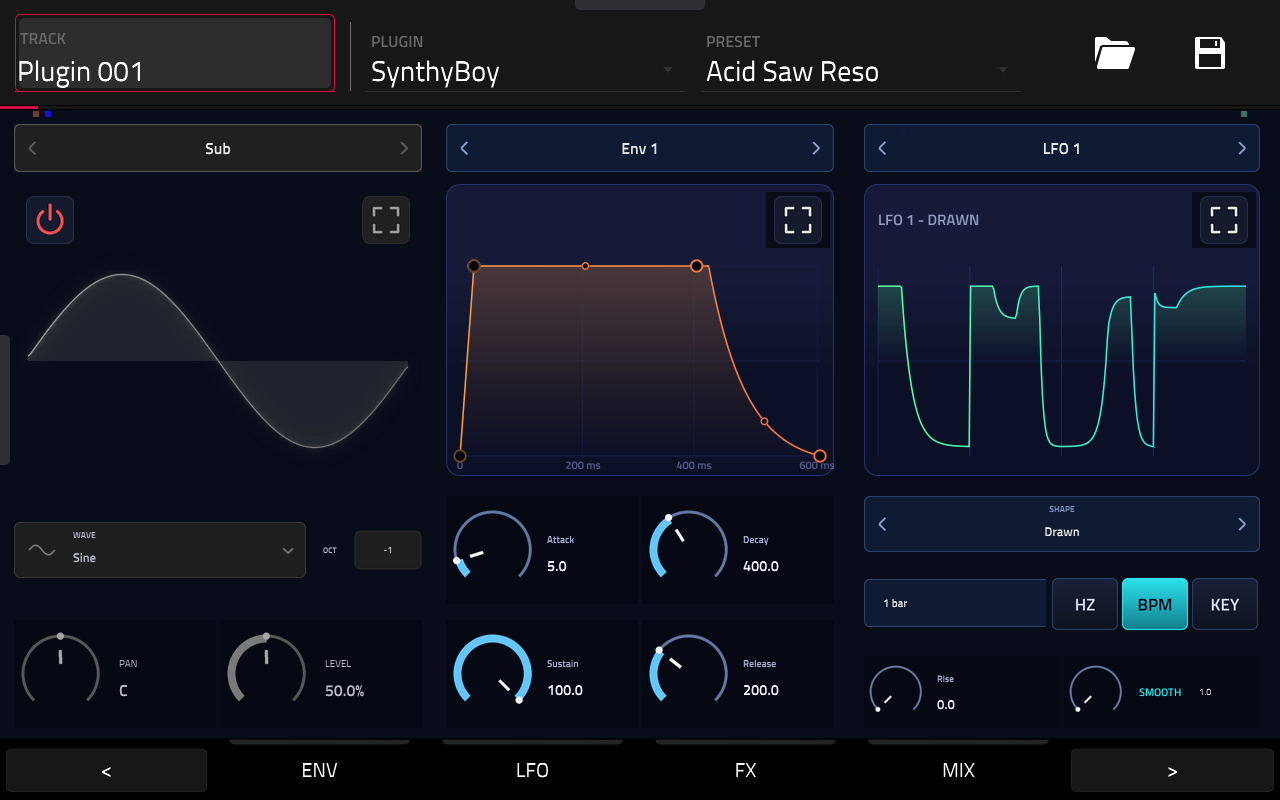 TRACK
Plugin 001
PLUGIN
SynthyBoy
PRESET
Acid Saw Reso
Sub
Env 1
LFO 1
LFO 1 - DRAWN
0
200 ms
400 ms
600 ms
WAVE
Sine
OCT
-1
PAN
C
LEVEL
50.0%
Attack
5.0
Decay
400.0
Sustain
100.0
Release
200.0
SHAPE
Drawn
1 bar
HZ
BPM
KEY
Rise
0.0
SMOOTH
1.0
<
ENV
LFO
FX
MIX
>